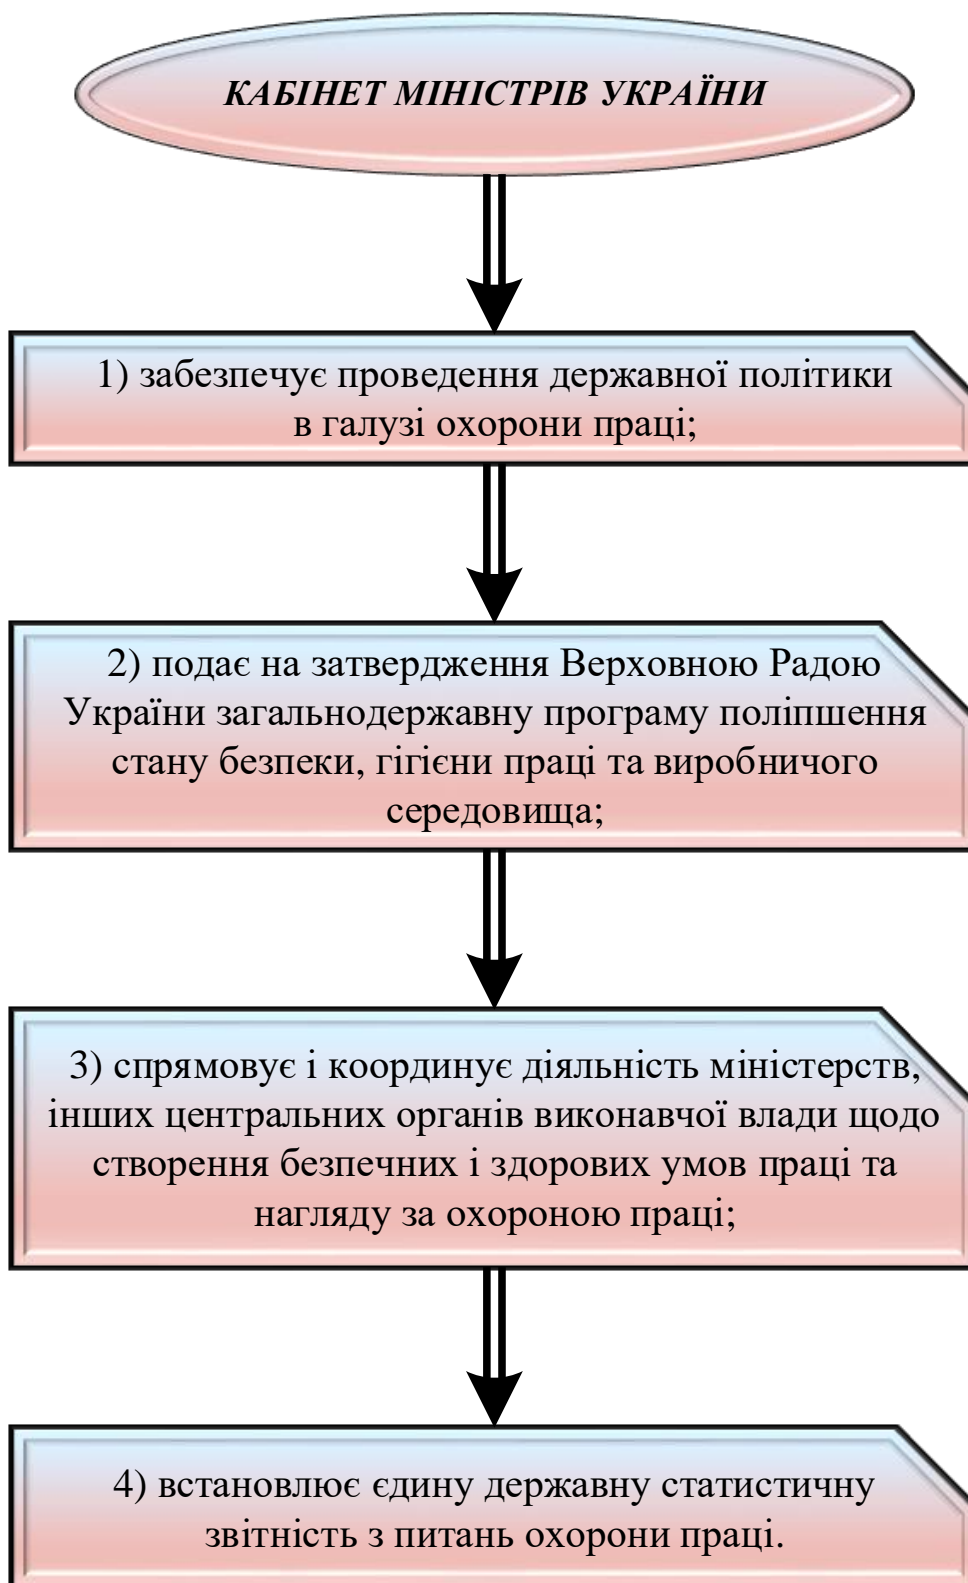 КАБІНЕТ МІНІСТРІВ УКРАЇНИ
1) забезпечує проведення державної політики
в галузі охорони праці;
2) подає на затвердження Верховною Радою
України загальнодержавну програму поліпшення
стану безпеки, гігієни праці та виробничого
середовища;
3) спрямовує і координує діяльність міністерств,
інших центральних органів виконавчої влади щодо
створення безпечних і здорових умов праці та
нагляду за охороною праці;
4) встановлює єдину державну статистичну
звітність з питань охорони праці.